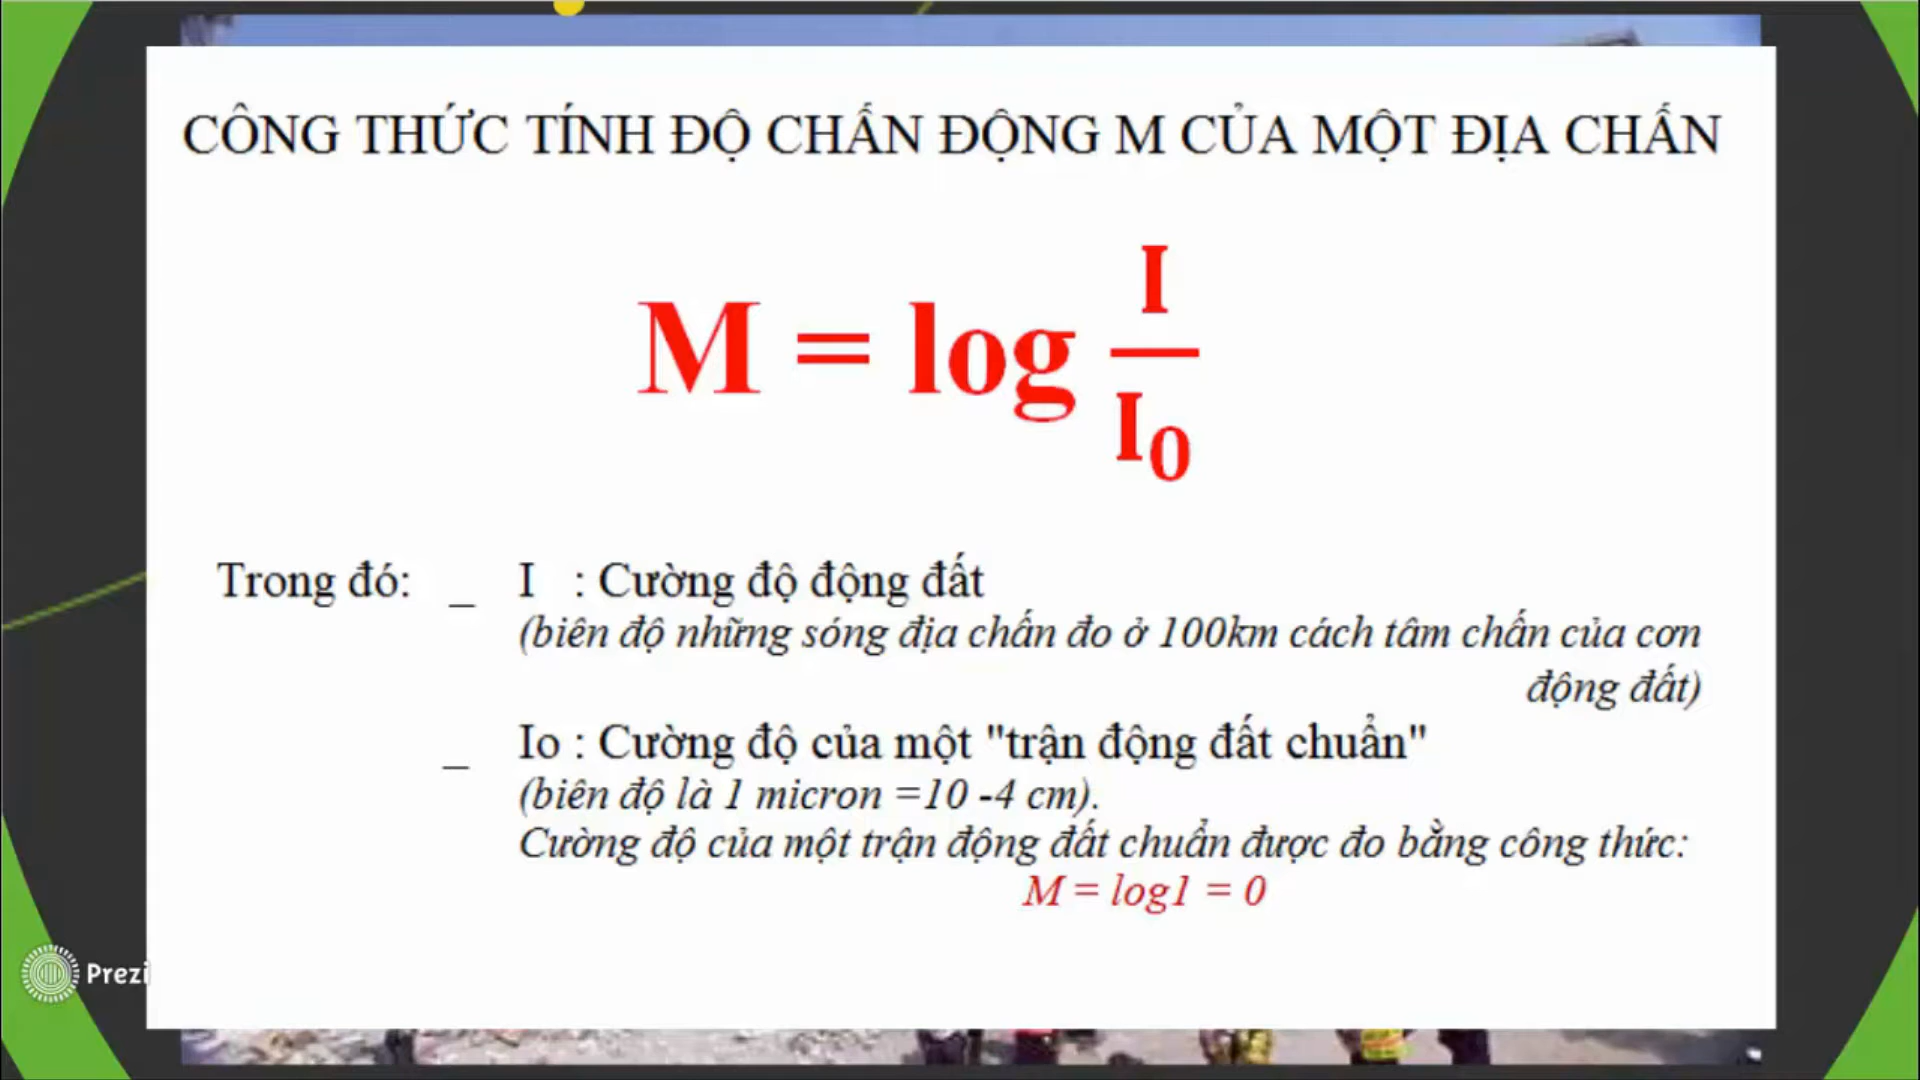 CÔNG THỨC TÍNH ĐỘ CHẤN ĐỘNG M CỦA MỘT ĐỊA CHẤN
M = log I/I₀
Trong đó: _ I : Cường độ động đất
(biên độ những sóng địa chấn đo ở 100km cách tâm chấn của cơn
động đất)
_ Io : Cường độ của một "trận động đất chuẩn"
(biên độ là 1 micron =10 -4 cm).
Cường độ của một trận động đất chuẩn được đo bằng công thức:
M = log1 = 0
Prezi